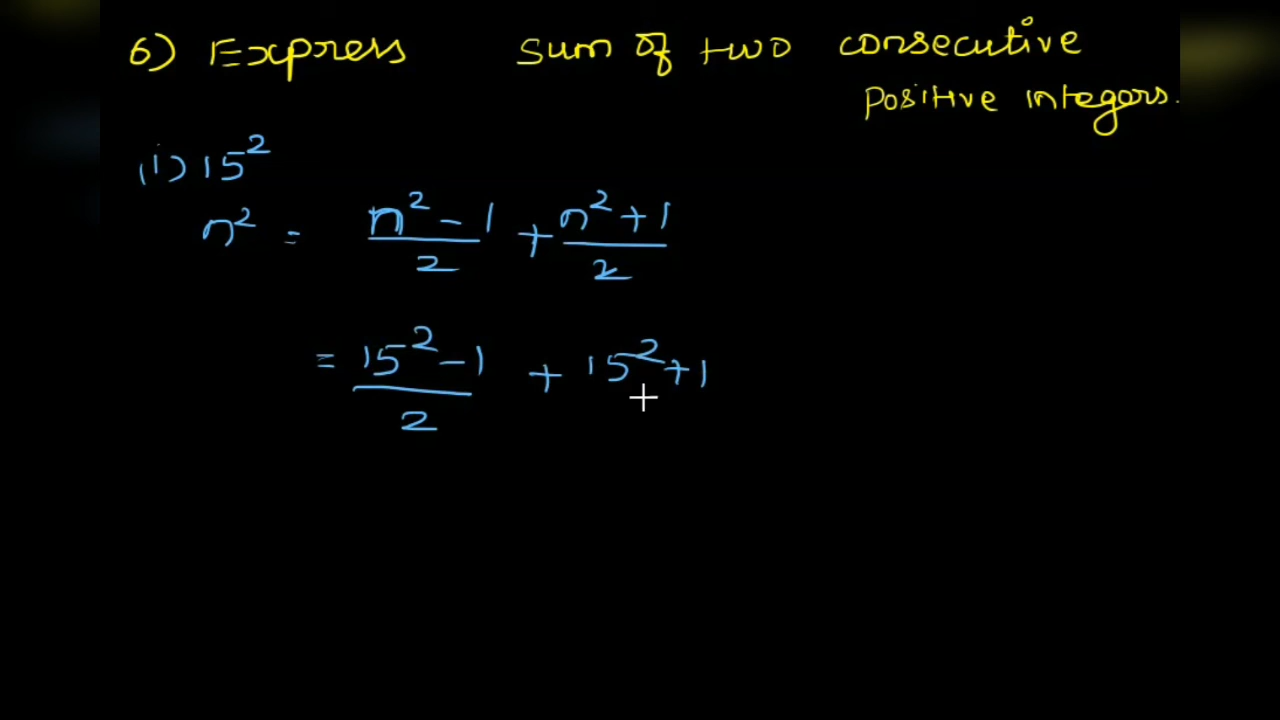 6) Express sum of two consecutive
positive integers.
(i) 15²
n² = n² - 1 / 2 + n² + 1 / 2
= 15² - 1 / 2 + 15² + 1